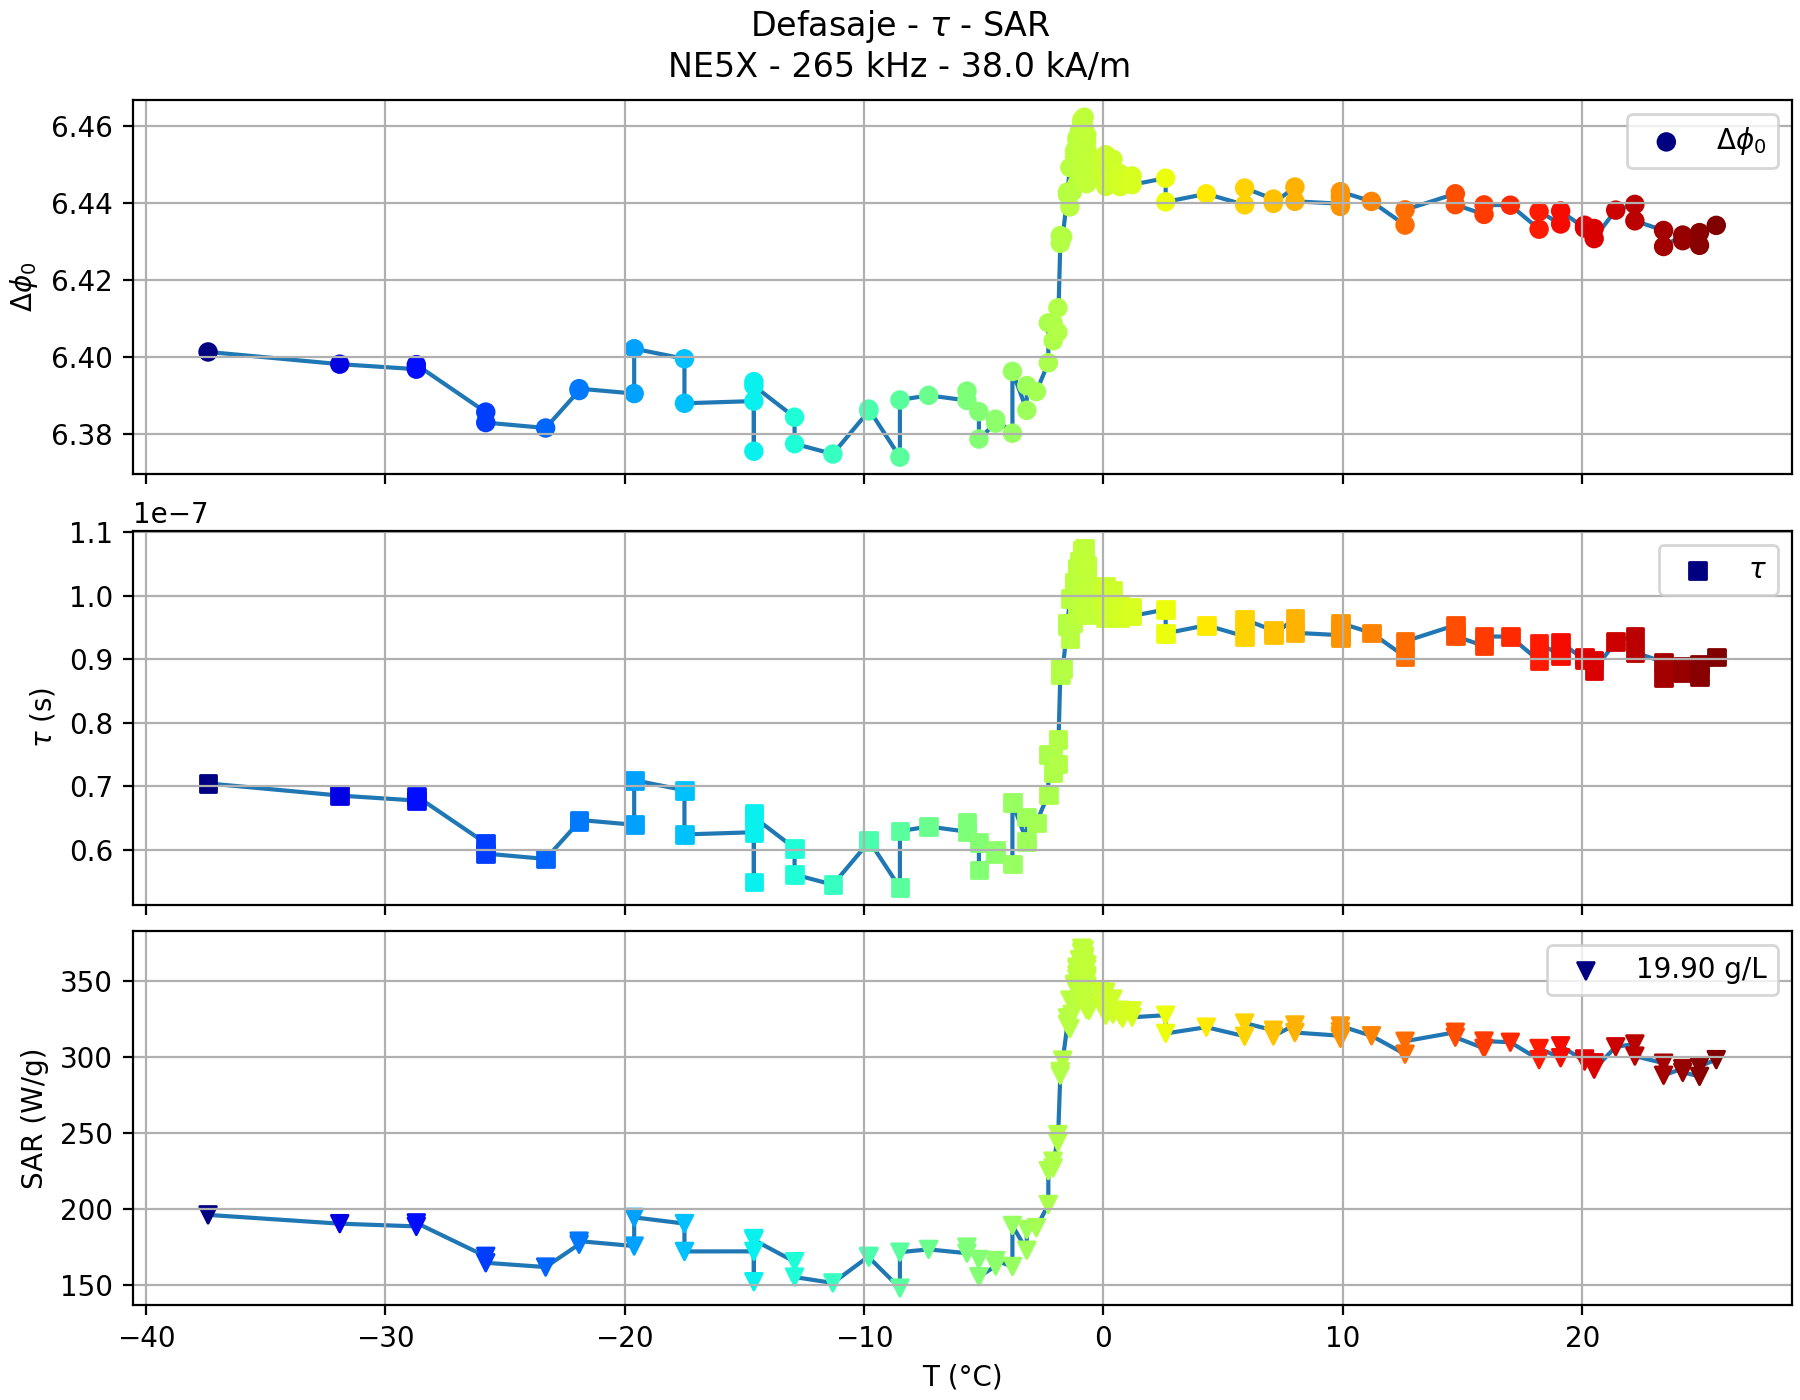 Defasaje - τ - SAR
NE5X - 265 kHz - 38.0 kA/m
6.46
6.44
6.42
6.40
6.38
Δϕ₀
Δϕ₀
1e−7
1.1
1.0
0.9
0.8
0.7
0.6
τ (s)
τ
350
300
250
200
150
SAR (W/g)
19.90 g/L
−40
−30
−20
−10
0
10
20
T (°C)